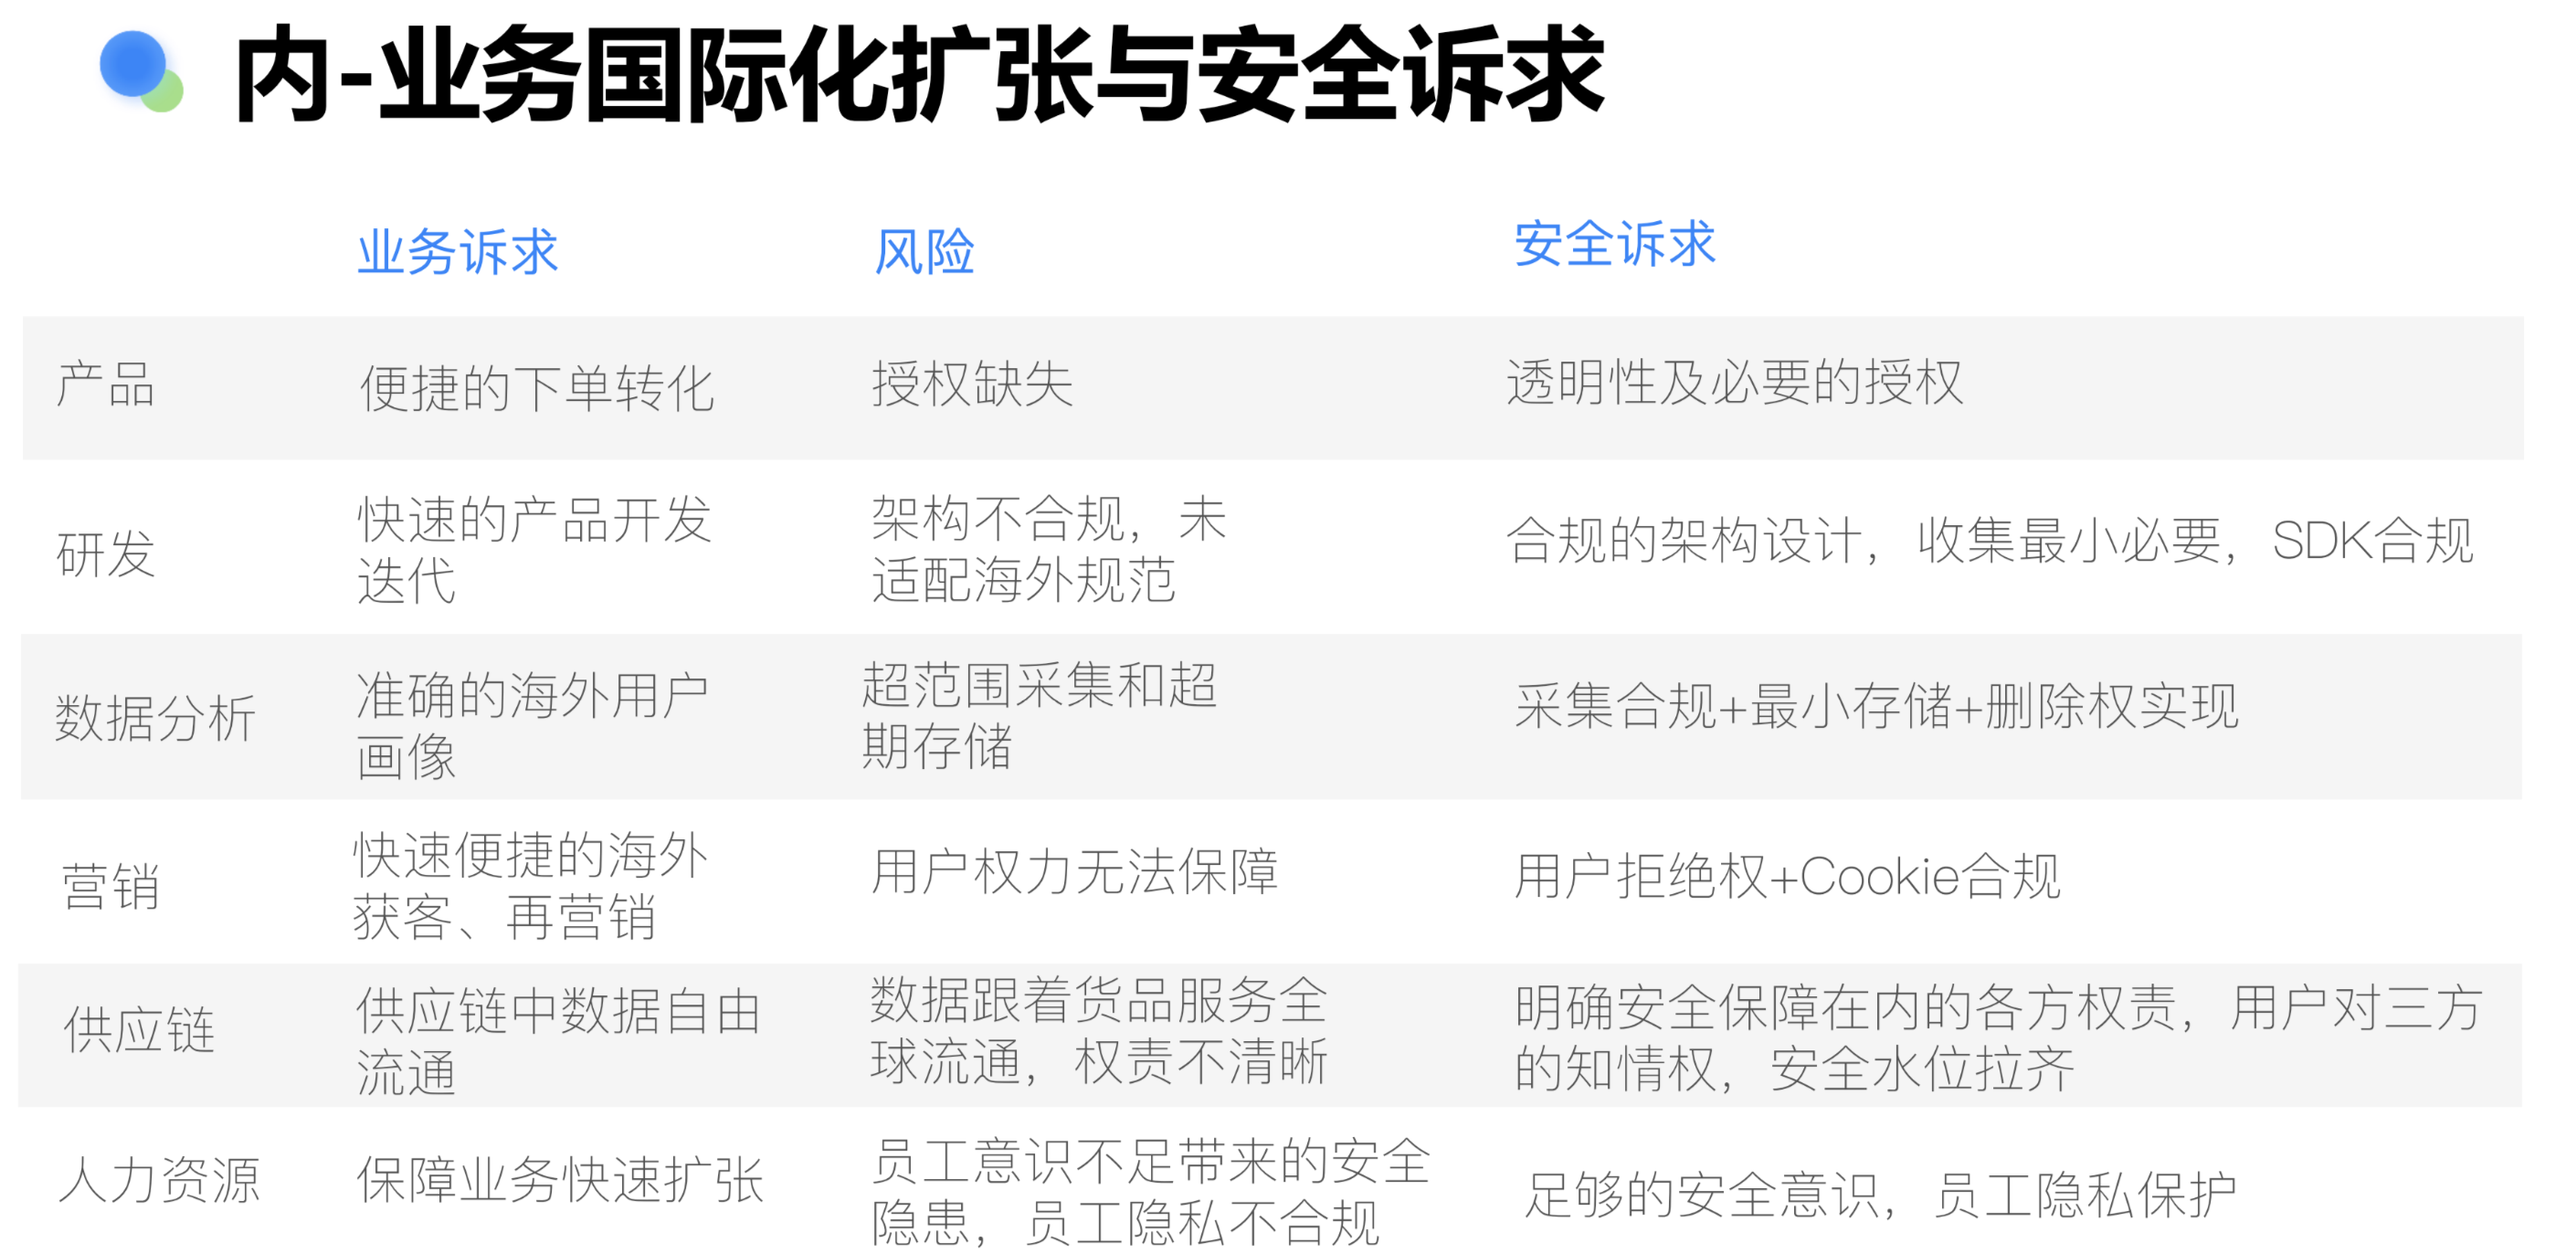 内-业务国际化扩张与安全诉求
业务诉求
风险
安全诉求
产品
便捷的下单转化
授权缺失
透明性及必要的授权
研发
快速的产品开发
迭代
架构不合规，未
适配海外规范
合规的架构设计，收集最小必要，SDK合规
数据分析
准确的海外用户
画像
超范围采集和超
期存储
采集合规+最小存储+删除权实现
营销
快速便捷的海外
获客、再营销
用户权力无法保障
用户拒绝权+Cookie合规
供应链
供应链中数据自由
流通
数据跟着货品服务全
球流通，权责不清晰
明确安全保障在内的各方权责，用户对三方
的知情权，安全水位拉齐
人力资源
保障业务快速扩张
员工意识不足带来的安全
隐患，员工隐私不合规
足够的安全意识，员工隐私保护